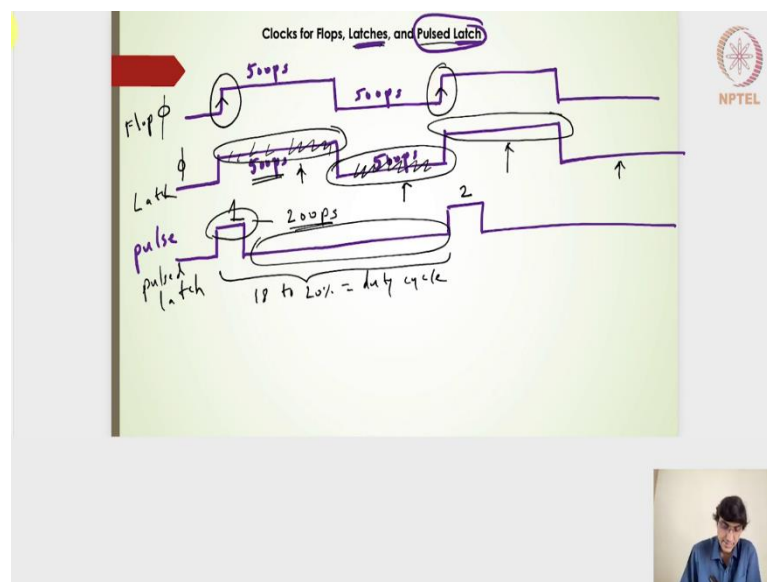 Clocks for Flops, Latches, and Pulsed Latch
NPTEL
500ps
500ps
Flop ϕ
ϕ
500ps
500ps
Latch
1
200ps
2
pulse
pulsed
latch
18 to 20% = duty cycle